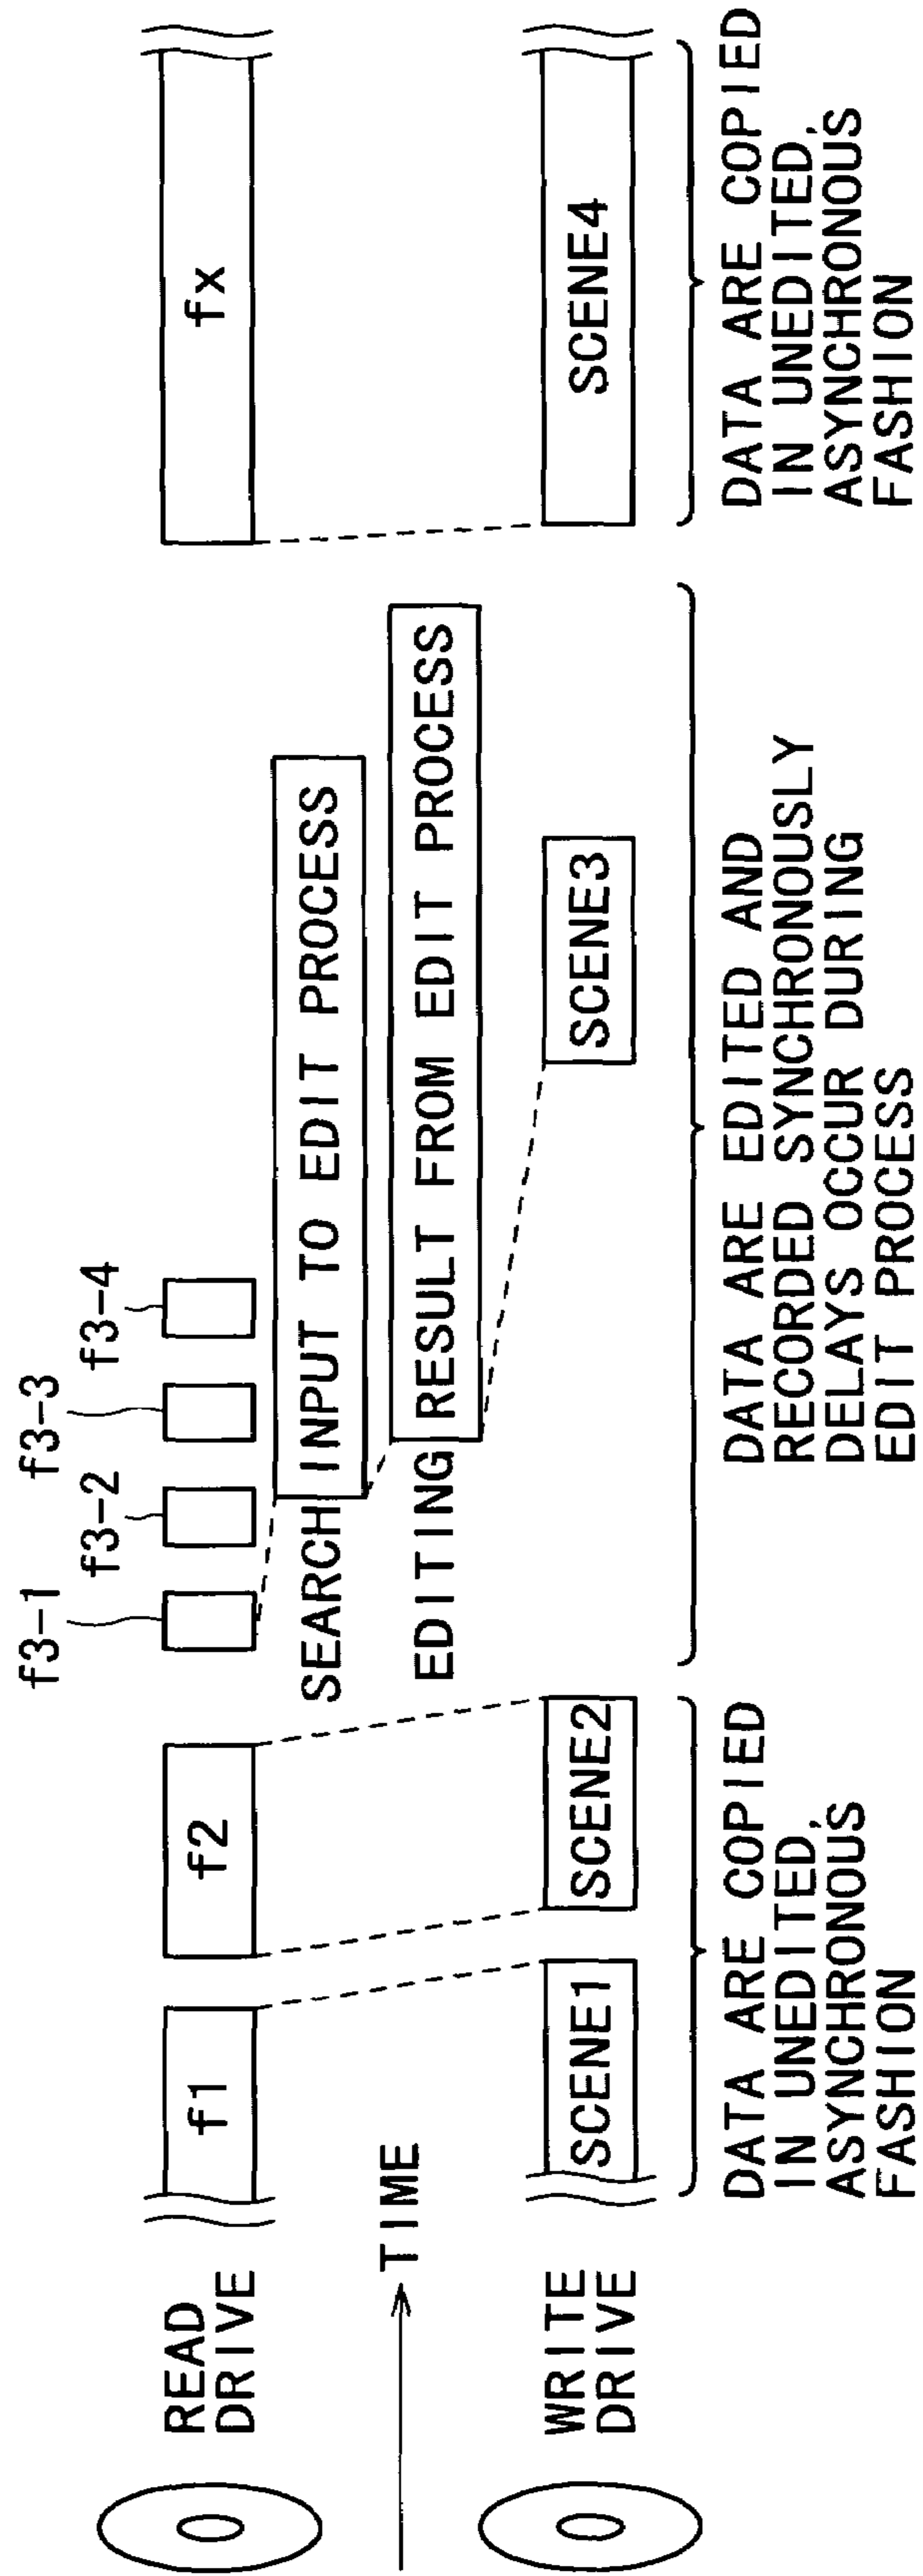 f3-1
f3-2
f3-3
f3-4
READ
DRIVE
f1
f2
fx
SEARCH
INPUT TO EDIT PROCESS
TIME
EDITING
RESULT FROM EDIT PROCESS
WRITE
DRIVE
SCENE1
SCENE2
SCENE3
SCENE4
DATA ARE COPIED
IN UNEDITED,
ASYNCHRONOUS
FASHION
DATA ARE EDITED AND
RECORDED SYNCHRONOUSLY
DELAYS OCCUR DURING
EDIT PROCESS
DATA ARE COPIED
IN UNEDITED,
ASYNCHRONOUS
FASHION